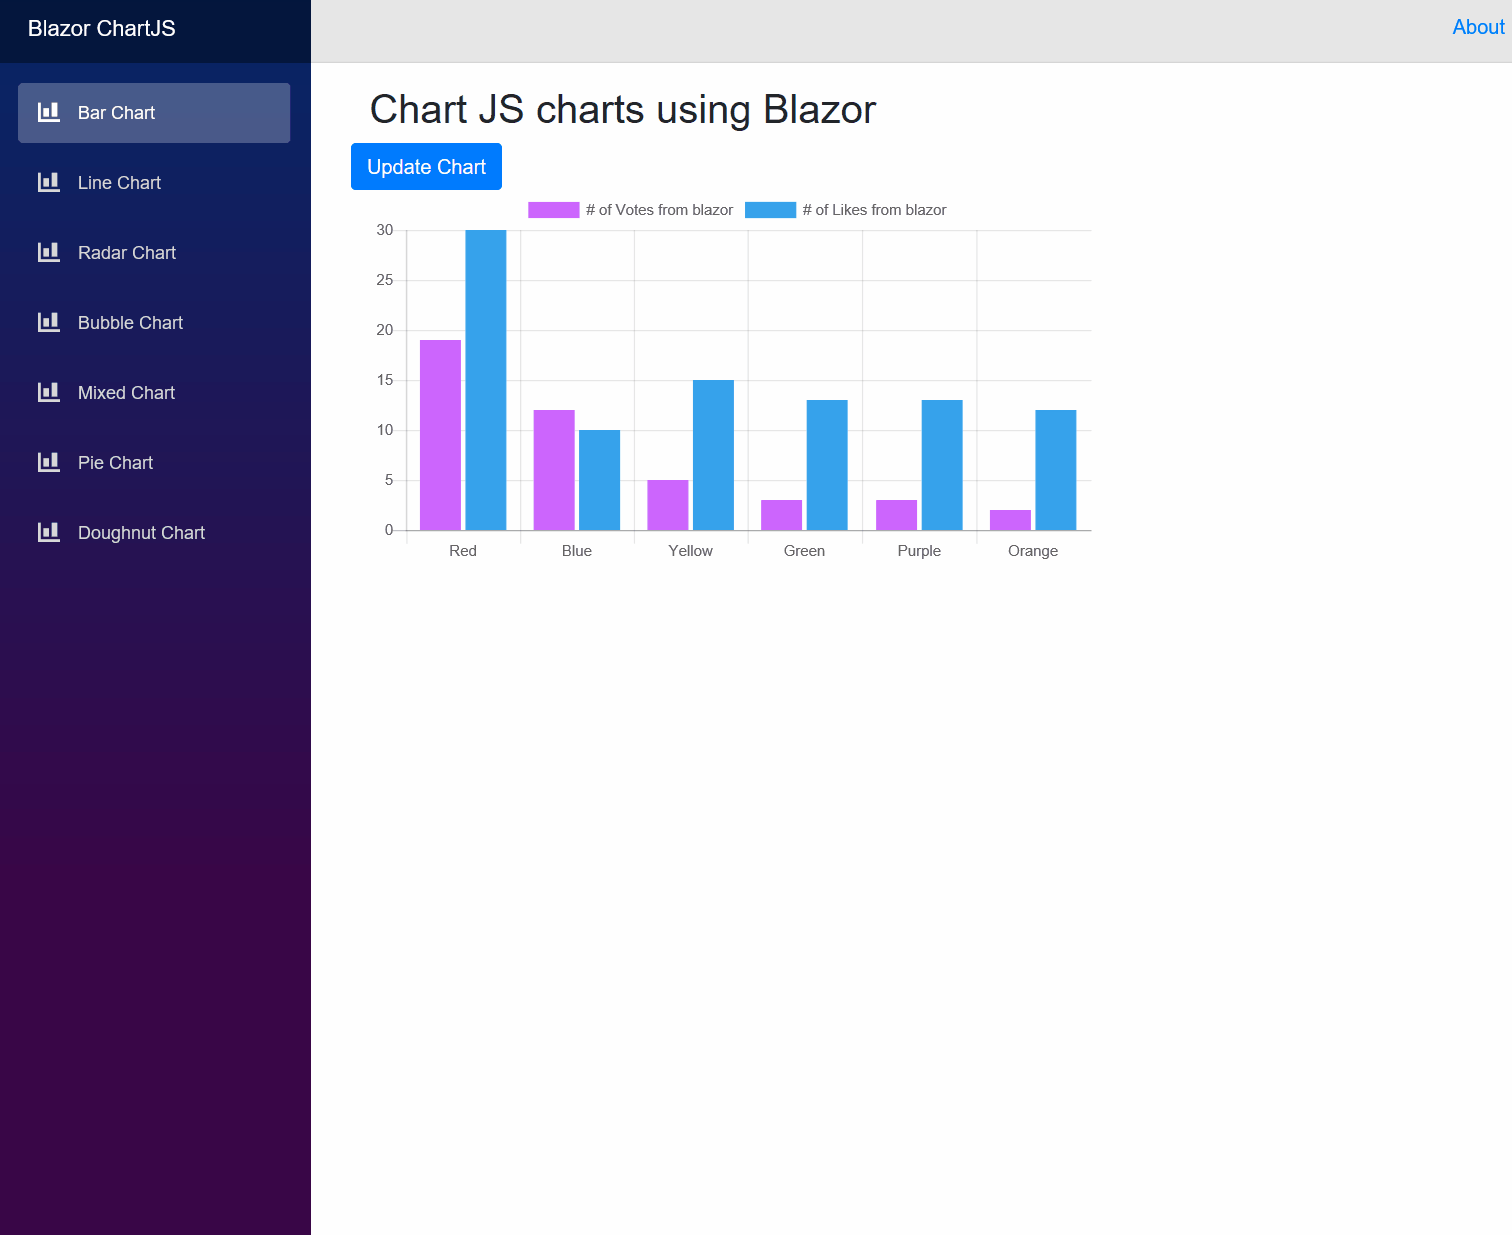 Blazor ChartJS
About
Bar Chart
Line Chart
Radar Chart
Bubble Chart
Mixed Chart
Pie Chart
Doughnut Chart
Chart JS charts using Blazor
Update Chart
# of Votes from blazor # of Likes from blazor
30
25
20
15
10
5
0
Red Blue Yellow Green Purple Orange